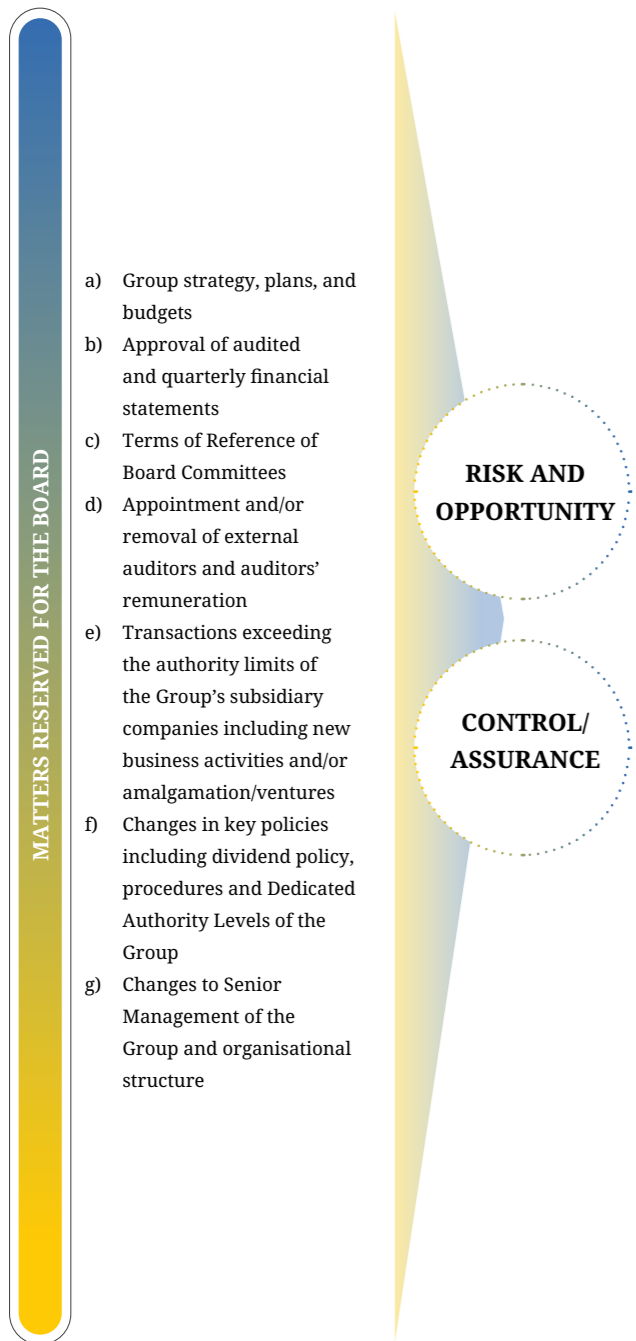 MATTERS RESERVED FOR THE BOARD
a) Group strategy, plans, and
budgets
b) Approval of audited
and quarterly financial
statements
c) Terms of Reference of
Board Committees
d) Appointment and/or
removal of external
auditors and auditors’
remuneration
e) Transactions exceeding
the authority limits of
the Group’s subsidiary
companies including new
business activities and/or
amalgamation/ventures
f) Changes in key policies
including dividend policy,
procedures and Dedicated
Authority Levels of the
Group
g) Changes to Senior
Management of the
Group and organisational
structure
RISK AND
OPPORTUNITY
CONTROL/
ASSURANCE